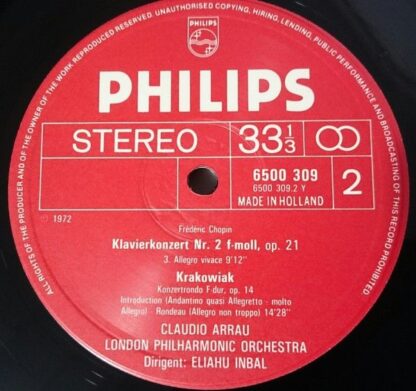 ALL RIGHTS OF THE PRODUCER AND OF THE OWNER OF THE WORK REPRODUCED RESERVED. UNAUTHORISED COPYING, HIRING, LENDING, PUBLIC PERFORMANCE AND BROADCASTING OF THIS RECORD PROHIBITED
PHILIPS
PHILIPS
STEREO
33 1/3
6500 309
6500 309.2 Y
MADE IN HOLLAND
2
℗ 1972
Frédéric Chopin
Klavierkonzert Nr. 2 f-moll, op. 21
3. Allegro vivace 9'12"
Krakowiak
Konzertrondo F-dur, op. 14
Introduction (Andantino quasi Allegretto - molto
Allegro) - Rondeau (Allegro non troppo) 14'28"
CLAUDIO ARRAU
LONDON PHILHARMONIC ORCHESTRA
Dirigent: ELIAHU INBAL